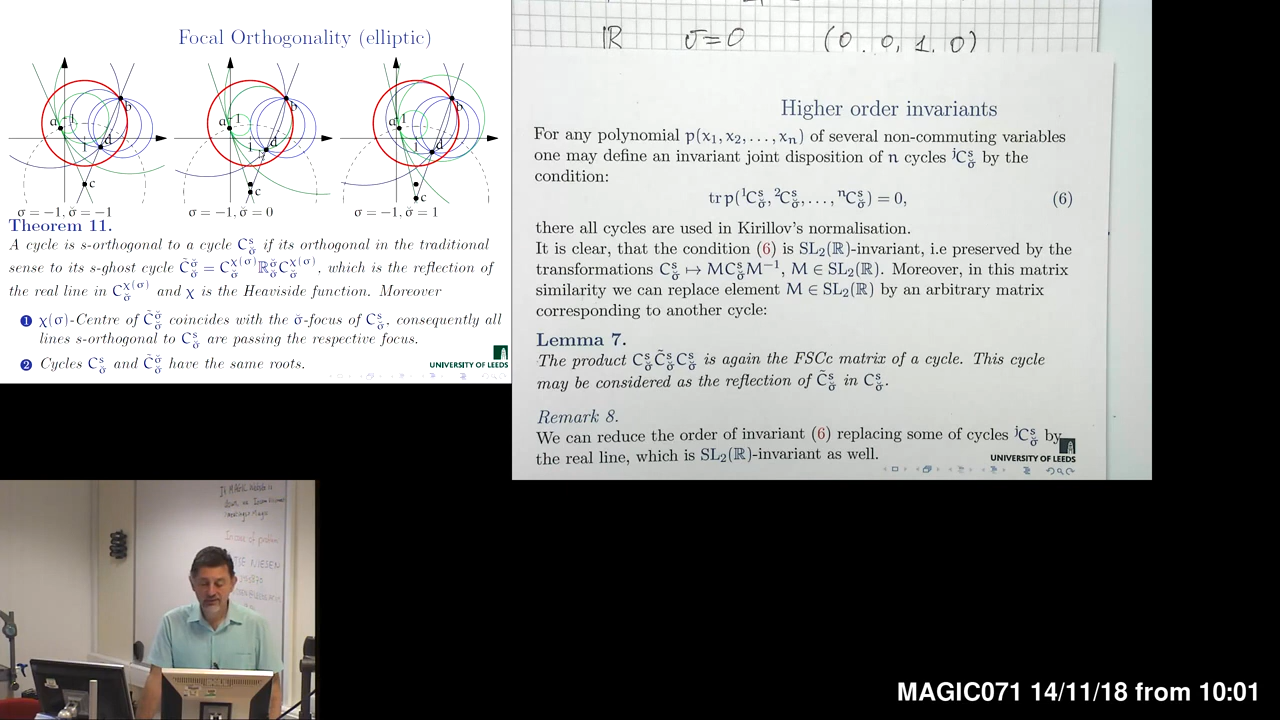 Focal Orthogonality (elliptic)
a
1
b
1
d
c
σ = −1, σ̆ = −1
a
1
b
1
d
c
σ = −1, σ̆ = 0
a
1
b
1
d
c
σ = −1, σ̆ = 1
Theorem 11.
A cycle is s-orthogonal to a cycle C^s_σ̆ if its orthogonal in the traditional
sense to its s-ghost cycle C̃^σ̆_σ̆ = C^χ(σ)_σ̆ ℝ^σ̆_σ̆ C^χ(σ)_σ̆, which is the reflection of
the real line in C^χ(σ)_σ̆ and χ is the Heaviside function. Moreover
1 χ(σ)-Centre of C̃^σ̆_σ̆ coincides with the σ̆-focus of C^s_σ̆, consequently all
lines s-orthogonal to C^s_σ̆ are passing the respective focus.
2 Cycles C^s_σ̆ and C̃^σ̆_σ̆ have the same roots.
UNIVERSITY OF LEEDS
ℝ σ=0 (0, 0, 1, 0)
Higher order invariants
For any polynomial p(x₁, x₂, . . . , xₙ) of several non-commuting variables
one may define an invariant joint disposition of n cycles ʲC^s_σ̆ by the
condition:
tr p(¹C^s_σ̆, ²C^s_σ̆, . . . , ⁿC^s_σ̆) = 0, (6)
there all cycles are used in Kirillov's normalisation.
It is clear, that the condition (6) is SL₂(ℝ)-invariant, i.e preserved by the
transformations C^s_σ̆ ↦ MC^s_σ̆M⁻¹, M ∈ SL₂(ℝ). Moreover, in this matrix
similarity we can replace element M ∈ SL₂(ℝ) by an arbitrary matrix
corresponding to another cycle:
Lemma 7.
The product C^s_σ̆C̃^s_σ̆C^s_σ̆ is again the FSCc matrix of a cycle. This cycle
may be considered as the reflection of C̃^s_σ̆ in C^s_σ̆.
Remark 8.
We can reduce the order of invariant (6) replacing some of cycles ʲC^s_σ̆ by
the real line, which is SL₂(ℝ)-invariant as well.
UNIVERSITY OF LEEDS
MAGIC071 14/11/18 from 10:01